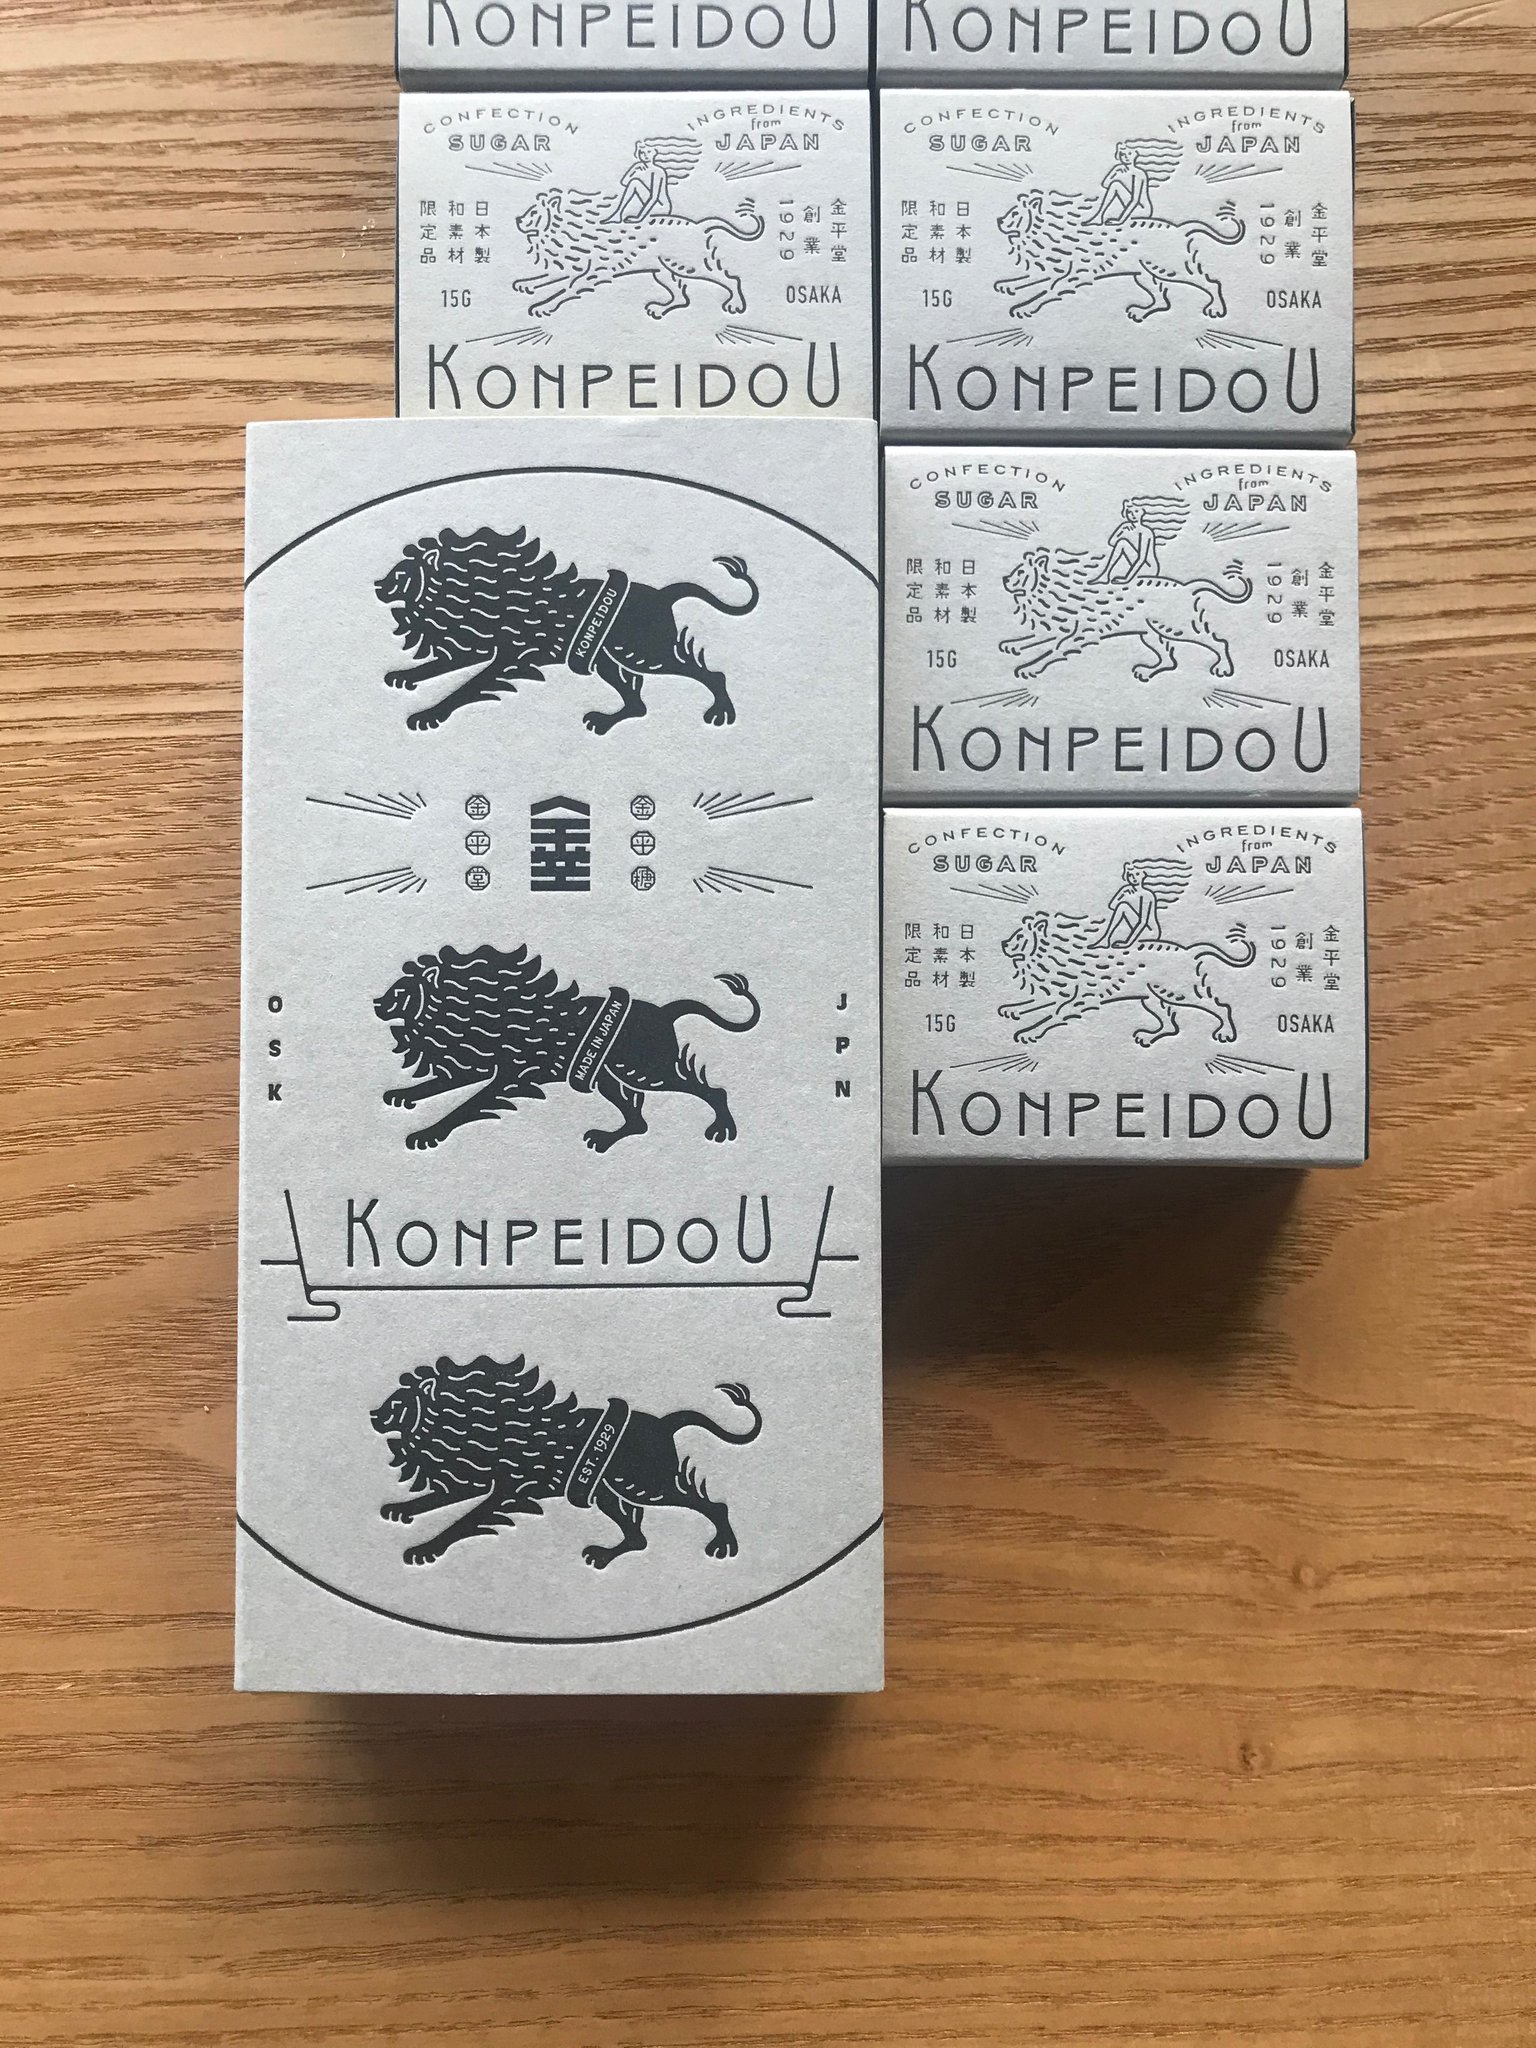 KONPEIDOU
KONPEIDOU
CONFECTION
SUGAR
INGREDIENTS
from
JAPAN
日本製
和素材
限定品
金平堂
創業
1929
15G
OSAKA
KONPEIDOU
CONFECTION
SUGAR
INGREDIENTS
from
JAPAN
日本製
和素材
限定品
金平堂
創業
1929
15G
OSAKA
KONPEIDOU
CONFECTION
SUGAR
INGREDIENTS
from
JAPAN
日本製
和素材
限定品
金平堂
創業
1929
15G
OSAKA
KONPEIDOU
CONFECTION
SUGAR
INGREDIENTS
from
JAPAN
日本製
和素材
限定品
金平堂
創業
1929
15G
OSAKA
KONPEIDOU
KONPEIDOU
金平糖
金平堂
OSK
MADE IN JAPAN
JPN
KONPEIDOU
EST. 1929